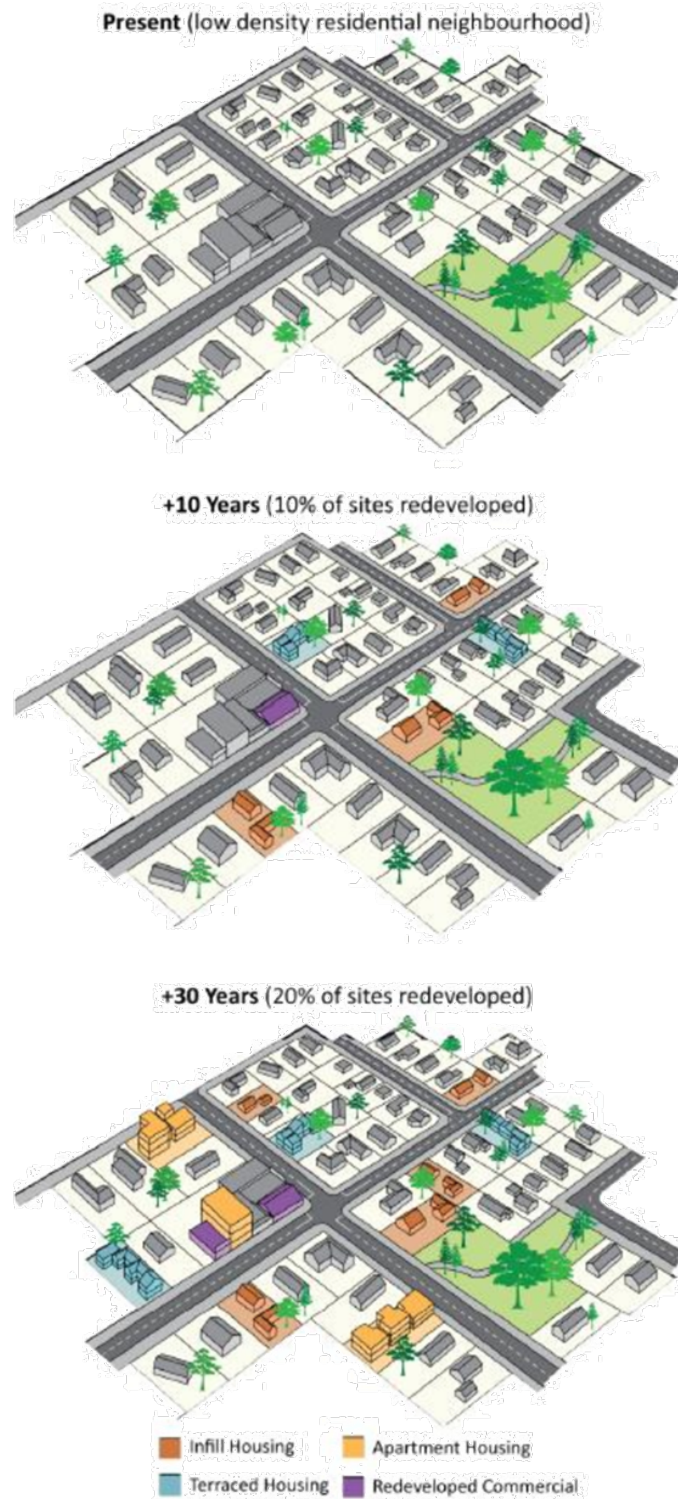 Present (low density residential neighbourhood)
+10 Years (10% of sites redeveloped)
+30 Years (20% of sites redeveloped)
Infill Housing
Apartment Housing
Terraced Housing
Redeveloped Commercial